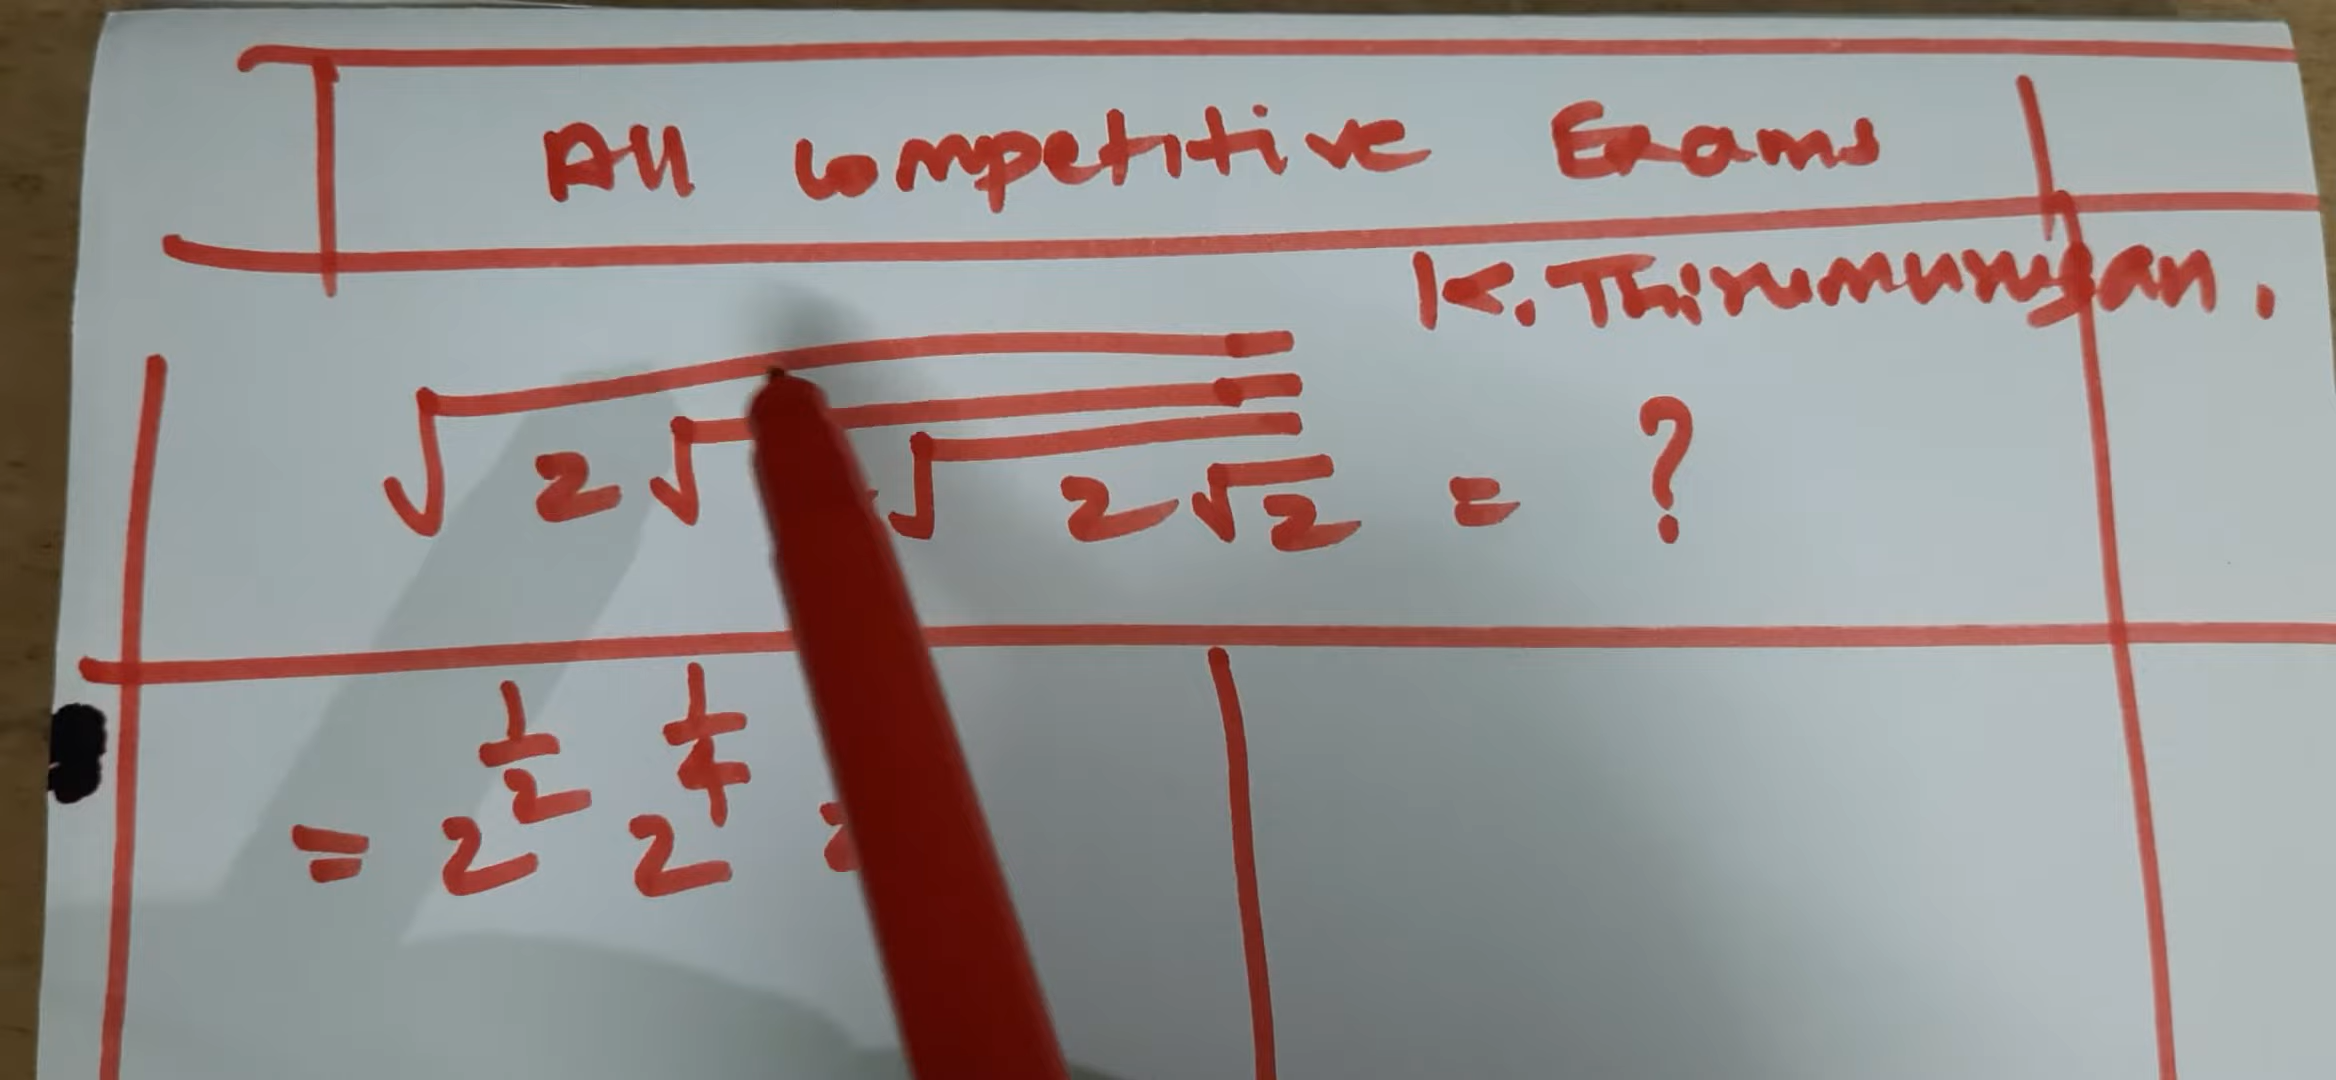 All Competitive Exams
K. Thirumurugan.
√2√ √2√2 = ?
= 2^1/2 2^1/4